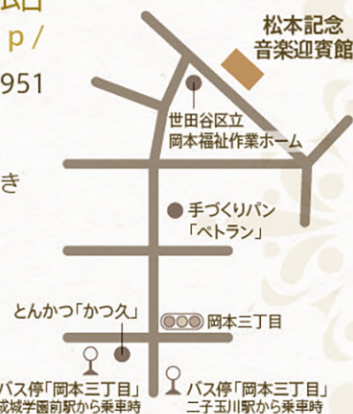 p /
951
松本記念
音楽迎賓館
世田谷区立
岡本福祉作業ホーム
き
手づくりパン
「ペトラン」
とんかつ「かつ久」
岡本三丁目
バス停「岡本三丁目」
成城学園前駅から乗車時
バス停「岡本三丁目」
二子玉川駅から乗車時